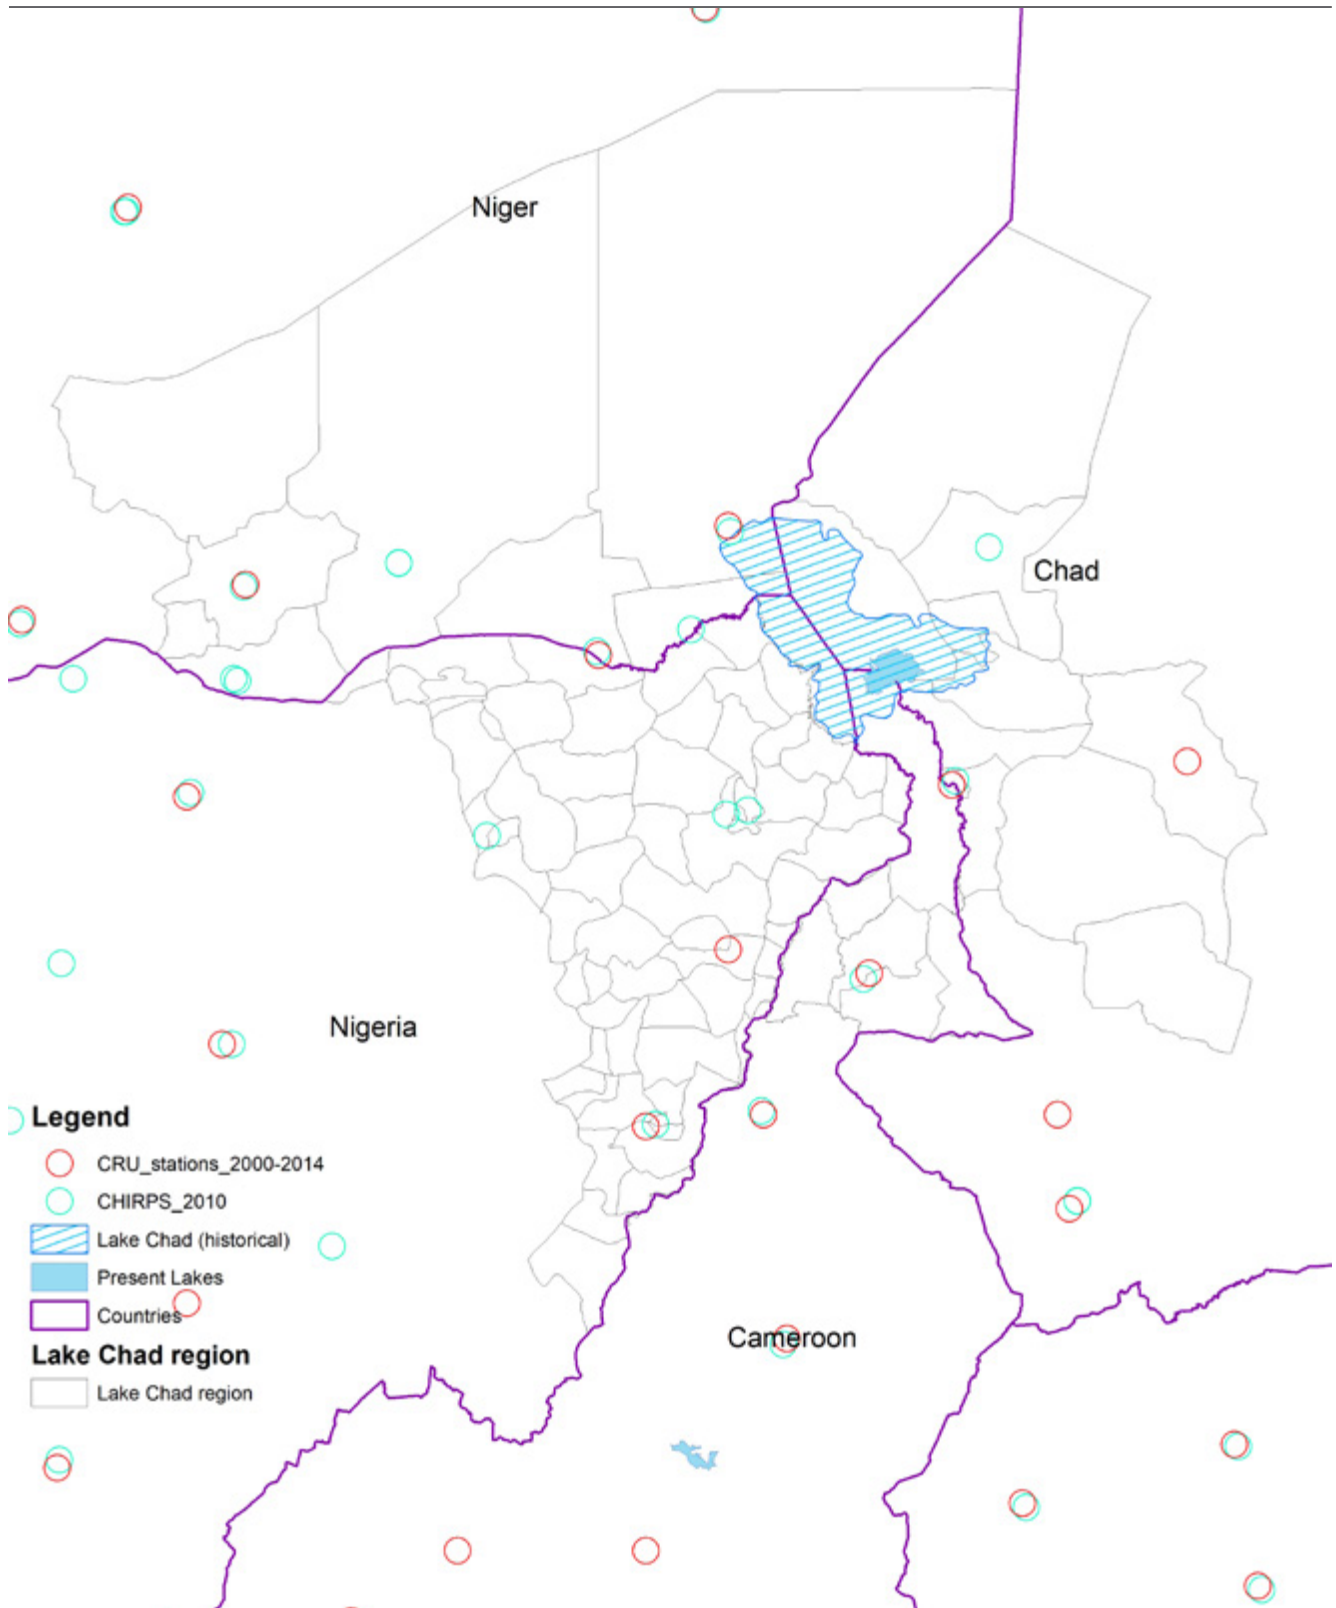 Niger
Chad
Nigeria
Legend
CRU_stations_2000-2014
CHIRPS_2010
Lake Chad (historical)
Present Lakes
Countries
Cameroon
Lake Chad region
Lake Chad region